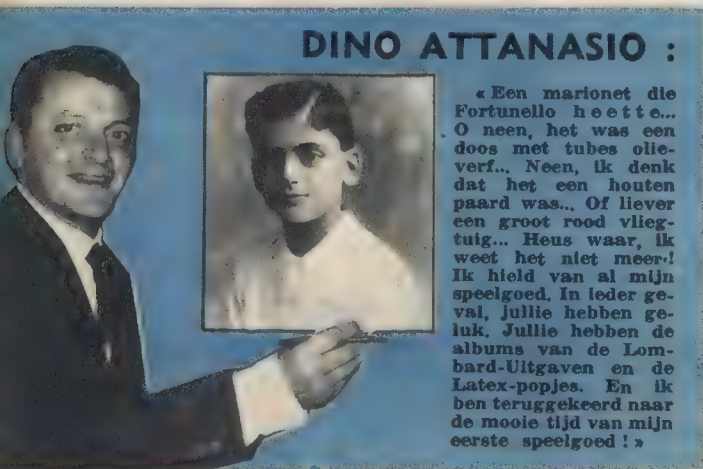 DINO ATTANASIO :
« Een marionet die
Fortunello heette...
O neen, het was een
doos met tubes olie-
verf... Neen, ik denk
dat het een houten
paard was... Of liever
een groot rood vlieg-
tuig... Heus waar, ik
weet het niet meer!
Ik hield van al mijn
speelgoed. In ieder ge-
val, jullie hebben ge-
luk. Jullie hebben de
albums van de Lom-
bard-Uitgaven en de
Latex-popjes. En ik
ben teruggekeerd naar
de mooie tijd van mijn
eerste speelgoed ! »